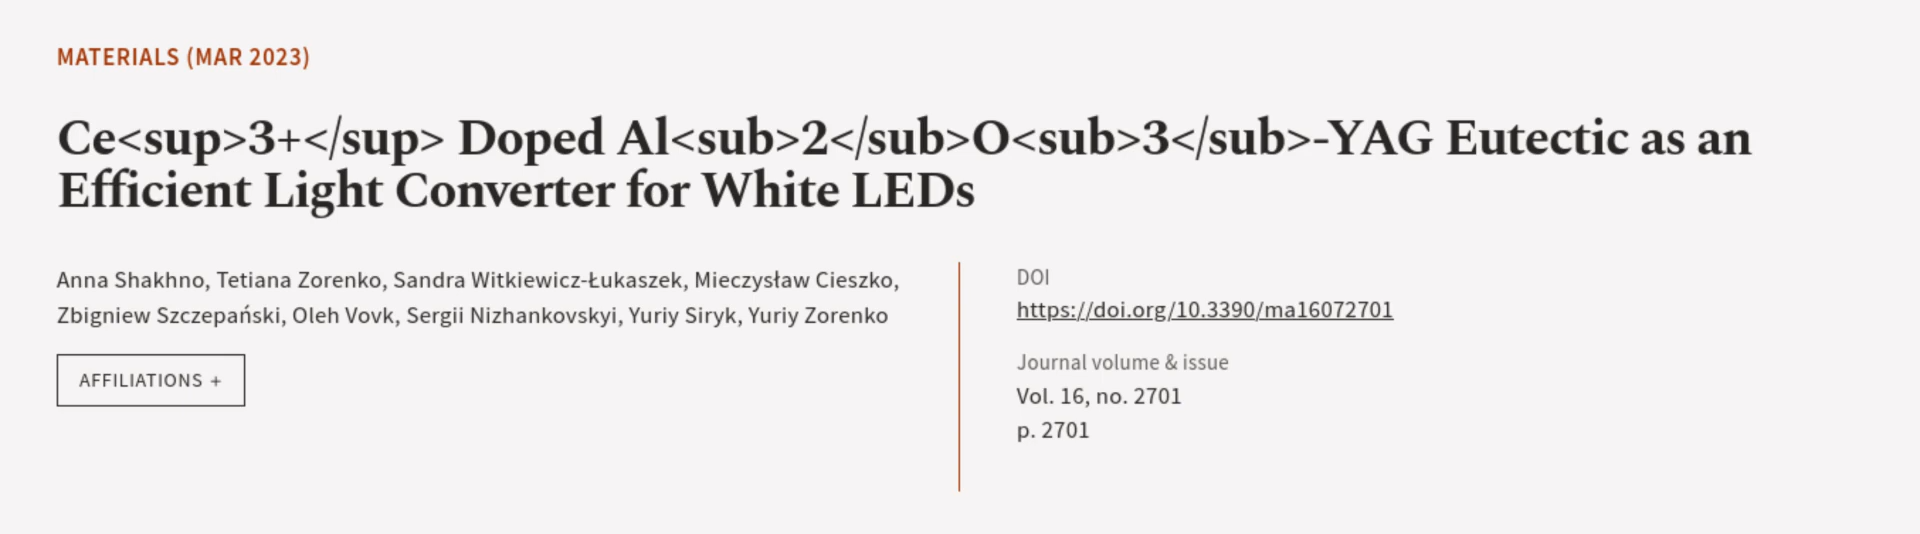 MATERIALS (MAR 2023)
Ce<sup>3+</sup> Doped Al<sub>2</sub>O<sub>3</sub>-YAG Eutectic as an
Efficient Light Converter for White LEDs
Anna Shakhno, Tetiana Zorenko, Sandra Witkiewicz-Łukaszek, Mieczysław Cieszko,
Zbigniew Szczepański, Oleh Vovk, Sergii Nizhankovskyi, Yuriy Siryk, Yuriy Zorenko
AFFILIATIONS +
DOI
https://doi.org/10.3390/ma16072701
Journal volume & issue
Vol. 16, no. 2701
p. 2701